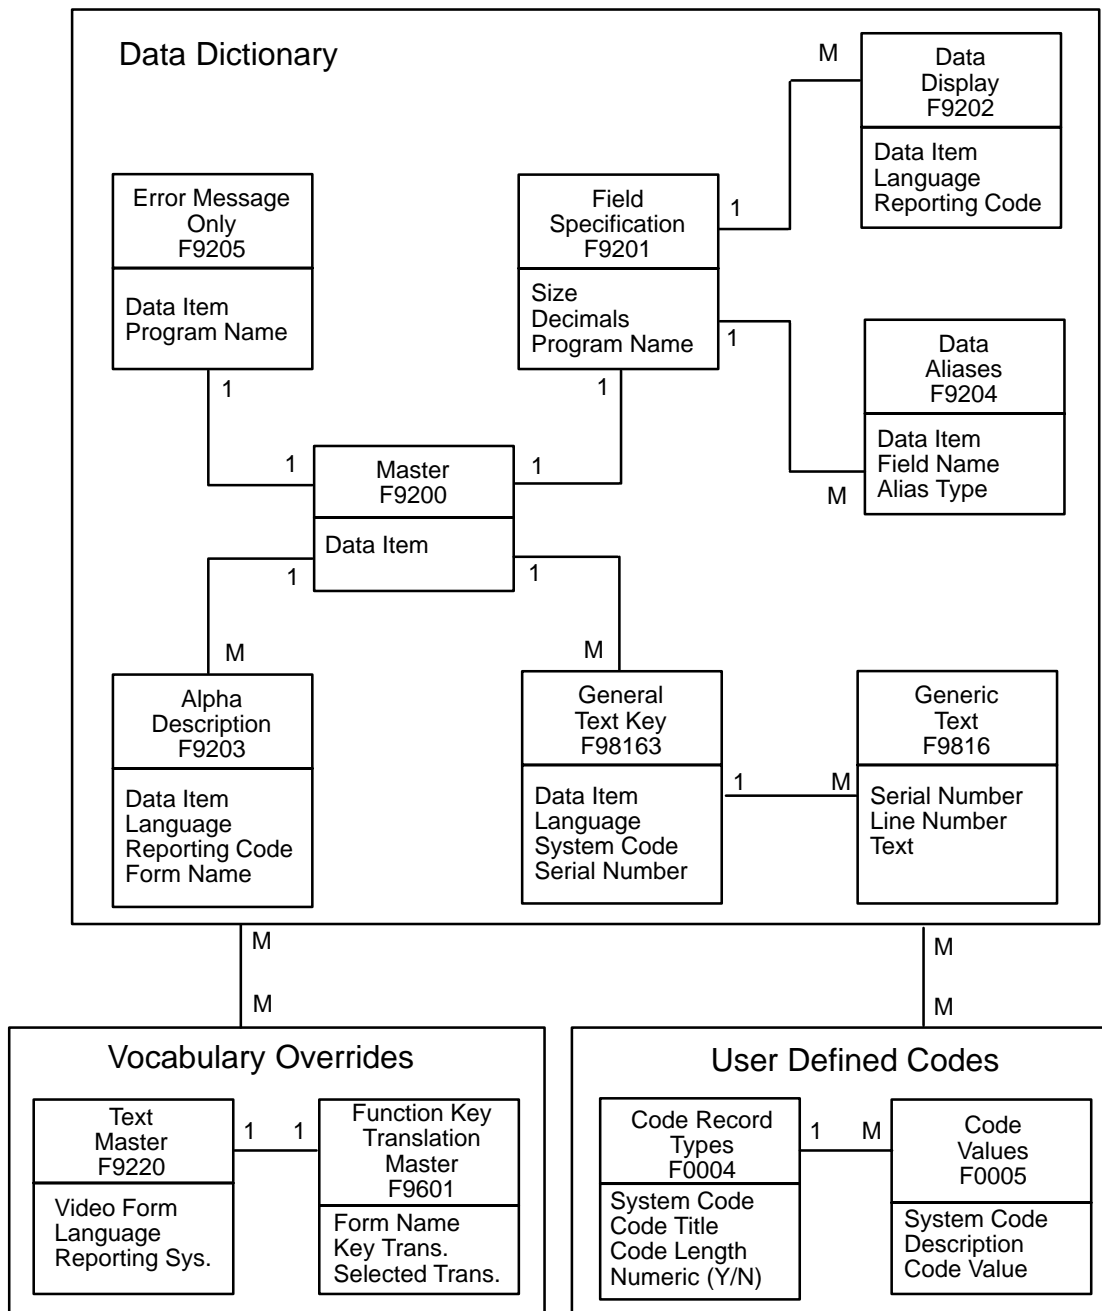 Data Dictionary
M
Data
Display
F9202
Data Item
Language
Reporting Code
Error Message
Only
F9205
Data Item
Program Name
1
Field
Specification
F9201
Size
Decimals
Program Name
1
1
1
Data
Aliases
F9204
Data Item
Field Name
Alias Type
M
1
Master
F9200
Data Item
1
1
1
M
Alpha
Description
F9203
Data Item
Language
Reporting Code
Form Name
M
General
Text Key
F98163
Data Item
Language
System Code
Serial Number
1
M
Generic
Text
F9816
Serial Number
Line Number
Text
M
M
M
M
Vocabulary Overrides
Text
Master
F9220
Video Form
Language
Reporting Sys.
1
1
Function Key
Translation
Master
F9601
Form Name
Key Trans.
Selected Trans.
User Defined Codes
Code Record
Types
F0004
System Code
Code Title
Code Length
Numeric (Y/N)
1
M
Code
Values
F0005
System Code
Description
Code Value